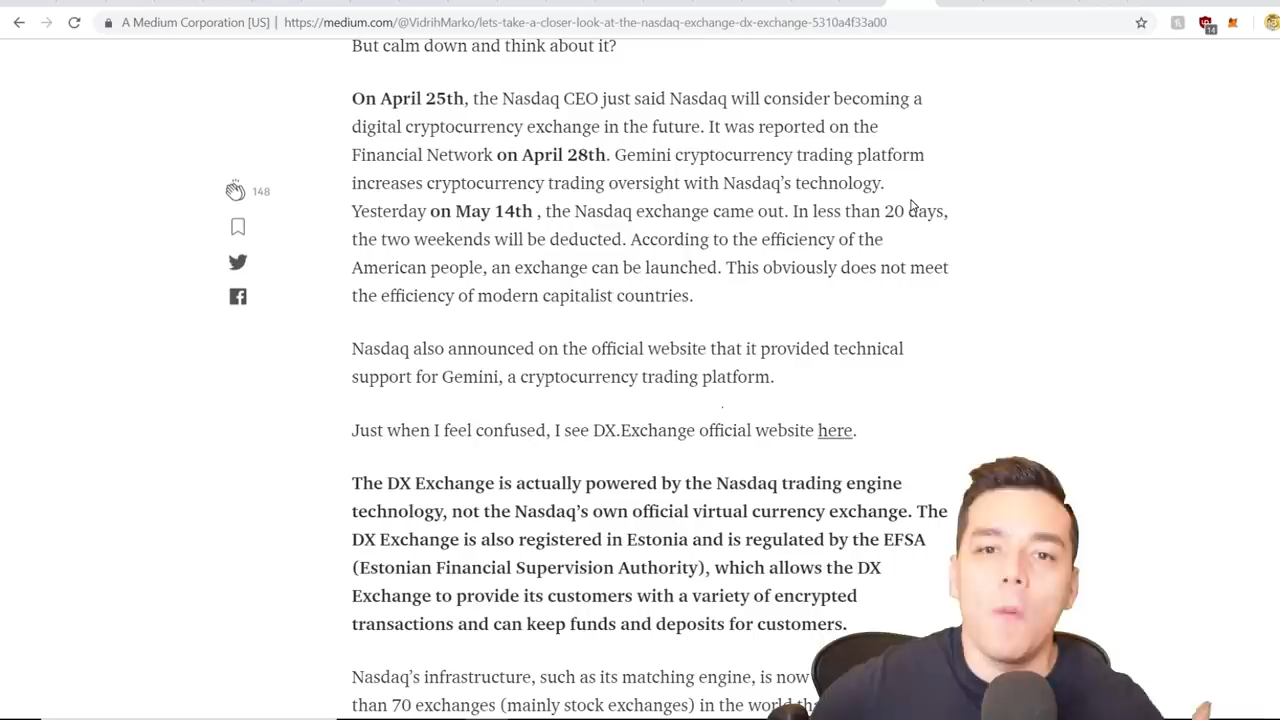 A Medium Corporation [US]
https://medium.com/@VidrihMarko/lets-take-a-closer-look-at-the-nasdaq-exchange-dx-exchange-5310a4f33a00
14
But calm down and think about it?
On April 25th, the Nasdaq CEO just said Nasdaq will consider becoming a
digital cryptocurrency exchange in the future. It was reported on the
Financial Network on April 28th. Gemini cryptocurrency trading platform
increases cryptocurrency trading oversight with Nasdaq’s technology.
Yesterday on May 14th , the Nasdaq exchange came out. In less than 20 days,
the two weekends will be deducted. According to the efficiency of the
American people, an exchange can be launched. This obviously does not meet
the efficiency of modern capitalist countries.
148
Nasdaq also announced on the official website that it provided technical
support for Gemini, a cryptocurrency trading platform.
Just when I feel confused, I see DX.Exchange official website here.
The DX Exchange is actually powered by the Nasdaq trading engine
technology, not the Nasdaq’s own official virtual currency exchange. The
DX Exchange is also registered in Estonia and is regulated by the EFSA
(Estonian Financial Supervision Authority), which allows the DX
Exchange to provide its customers with a variety of encrypted
transactions and can keep funds and deposits for customers.
Nasdaq’s infrastructure, such as its matching engine, is now
than 70 exchanges (mainly stock exchanges) in the world